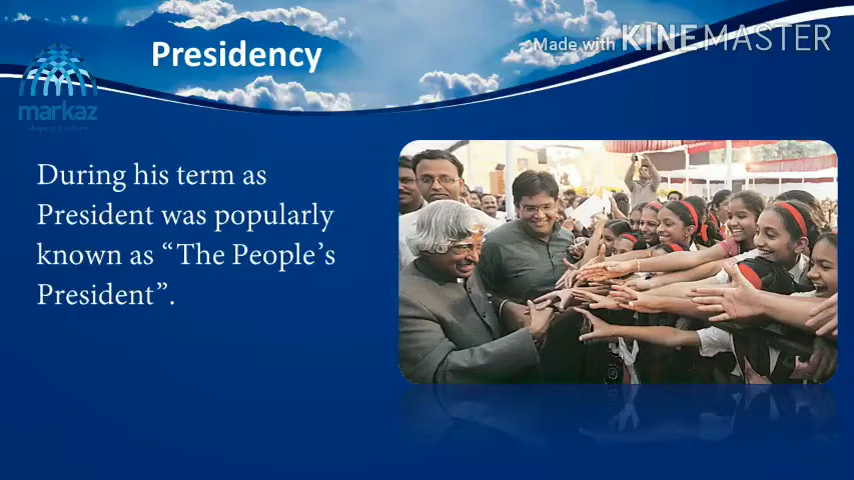 Presidency
Made with KINEMASTER
markaz
During his term as
President was popularly
known as “The People’s
President”.